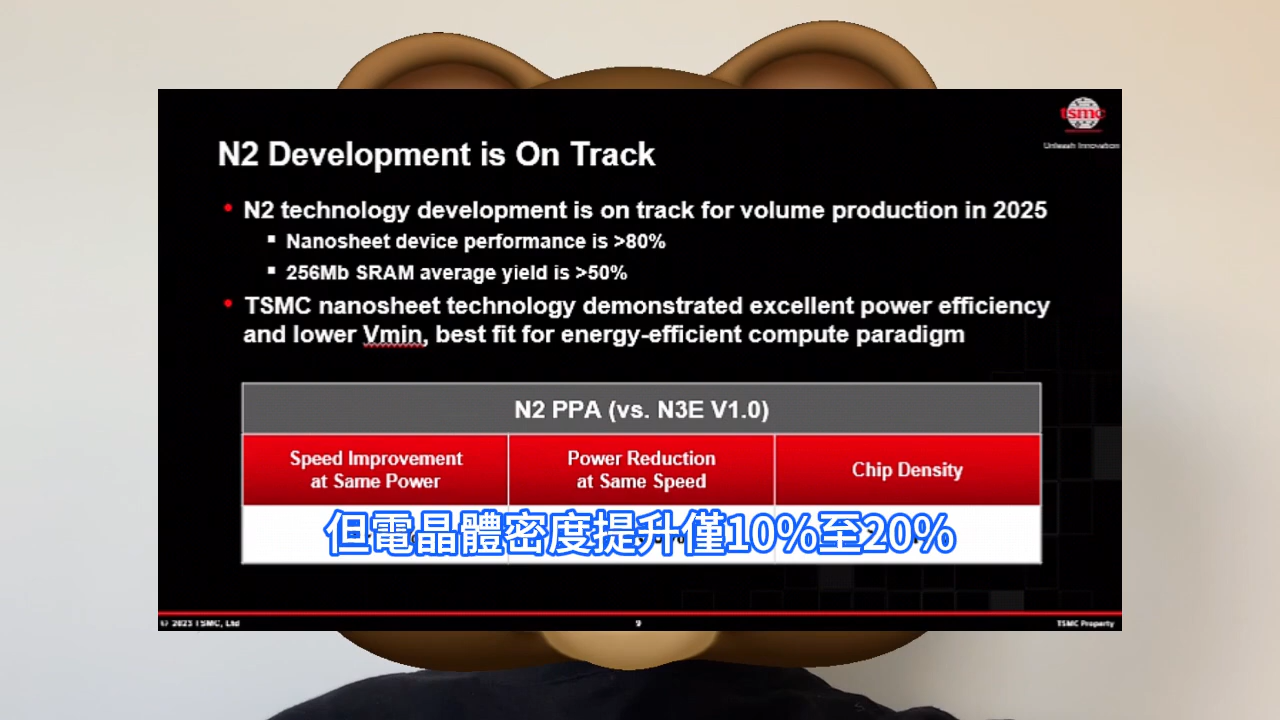 tsmc
Unleash Innovation
N2 Development is On Track
• N2 technology development is on track for volume production in 2025
▪ Nanosheet device performance is >80%
▪ 256Mb SRAM average yield is >50%
• TSMC nanosheet technology demonstrated excellent power efficiency
and lower Vmin, best fit for energy-efficient compute paradigm
N2 PPA (vs. N3E V1.0)
Speed Improvement
at Same Power
Power Reduction
at Same Speed
Chip Density
但電晶體密度提升僅10%至20%
© 2023 TSMC, Ltd
9
TSMC Property